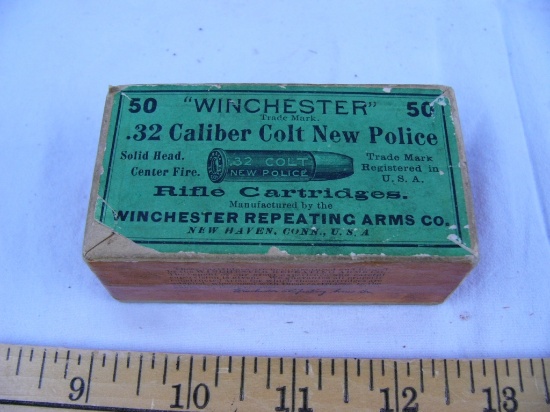 50 "WINCHESTER" 50
Trade Mark.
.32 Caliber Colt New Police
Solid Head.
Center Fire.
.32 COLT
NEW POLICE
Trade Mark
Registered in
U. S. A.
Rifle Cartridges.
Manufactured by the
WINCHESTER REPEATING ARMS CO.
NEW HAVEN, CONN., U. S. A
9 10 11 12 13